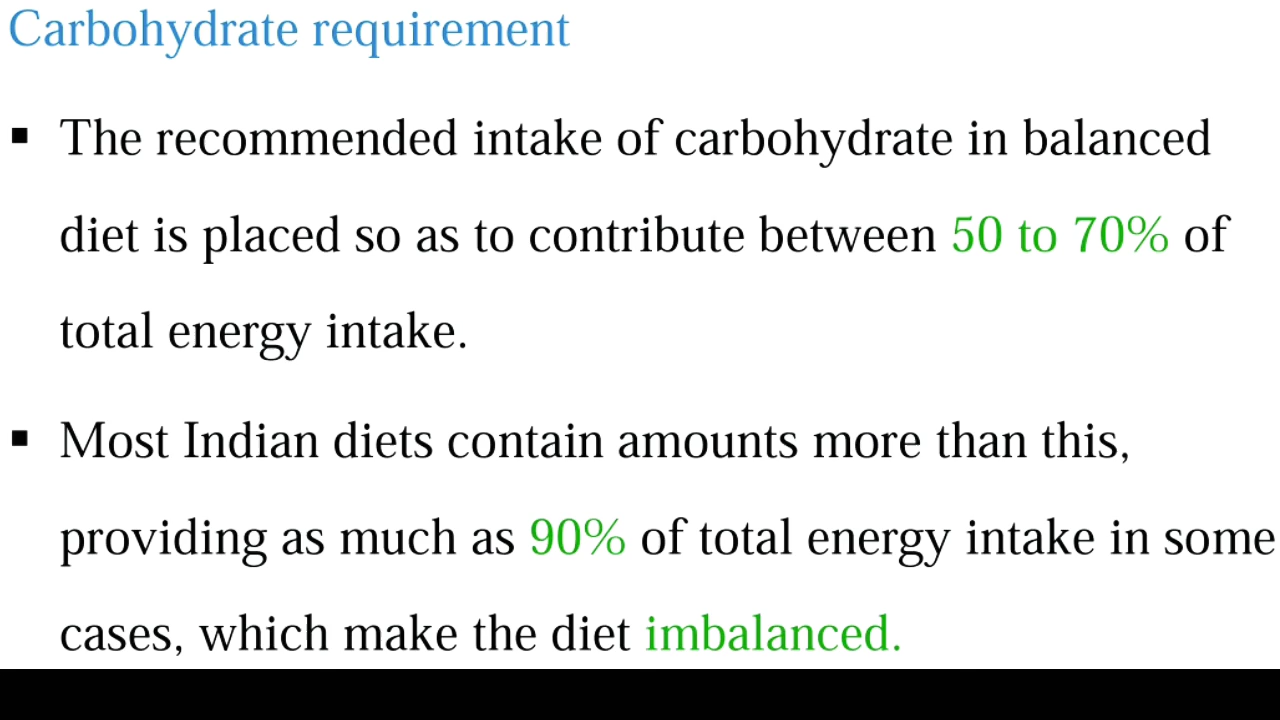 Carbohydrate requirement
▪ The recommended intake of carbohydrate in balanced
diet is placed so as to contribute between 50 to 70% of
total energy intake.
▪ Most Indian diets contain amounts more than this,
providing as much as 90% of total energy intake in some
cases, which make the diet imbalanced.